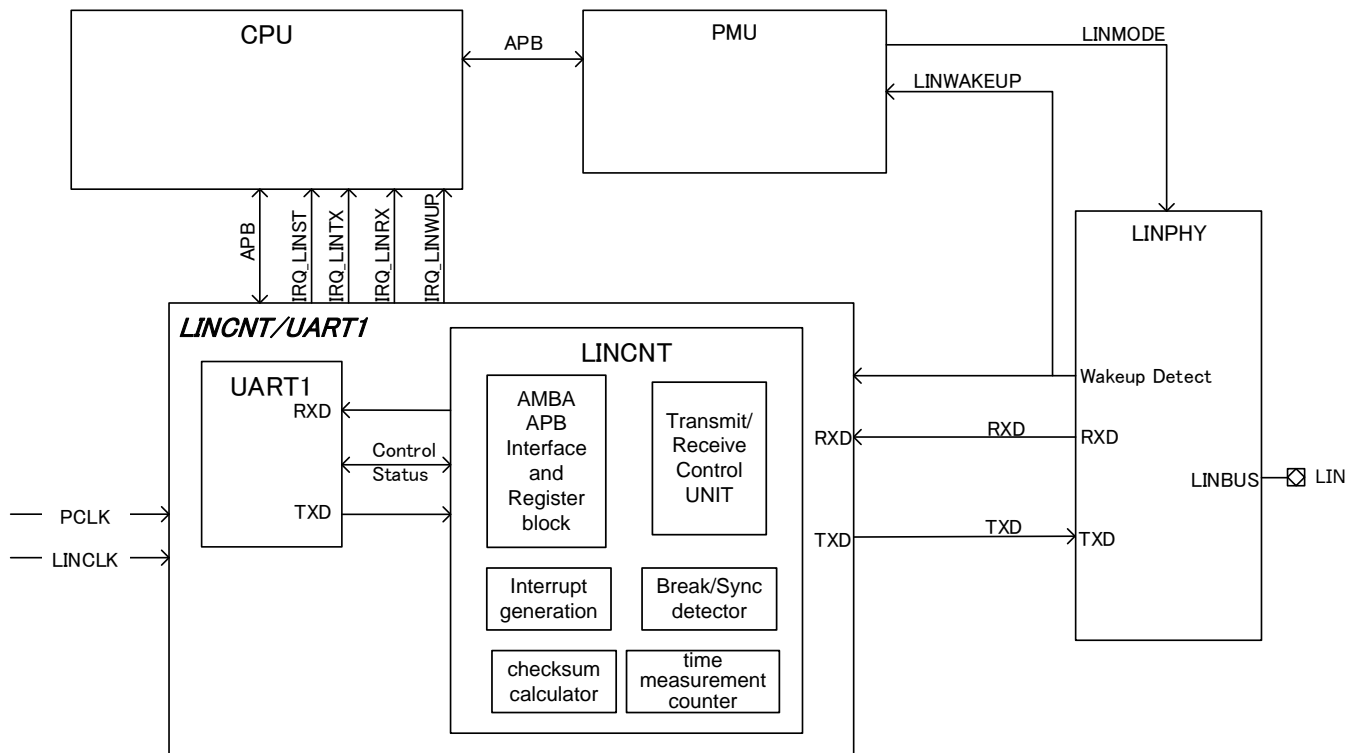 CPU
PMU
APB
LINMODE
LINWAKEUP
APB
IRQ_LINST
IRQ_LINTX
IRQ_LINRX
IRQ_LINWUP
LINPHY
LINCNT/UART1
LINCNT
UART1
RXD
Control
Status
TXD
AMBA
APB
Interface
and
Register
block
Transmit/
Receive
Control
UNIT
Interrupt
generation
Break/Sync
detector
checksum
calculator
time
measurement
counter
PCLK
LINCLK
Wakeup Detect
RXD
RXD
RXD
LINBUS
LIN
TXD
TXD
TXD